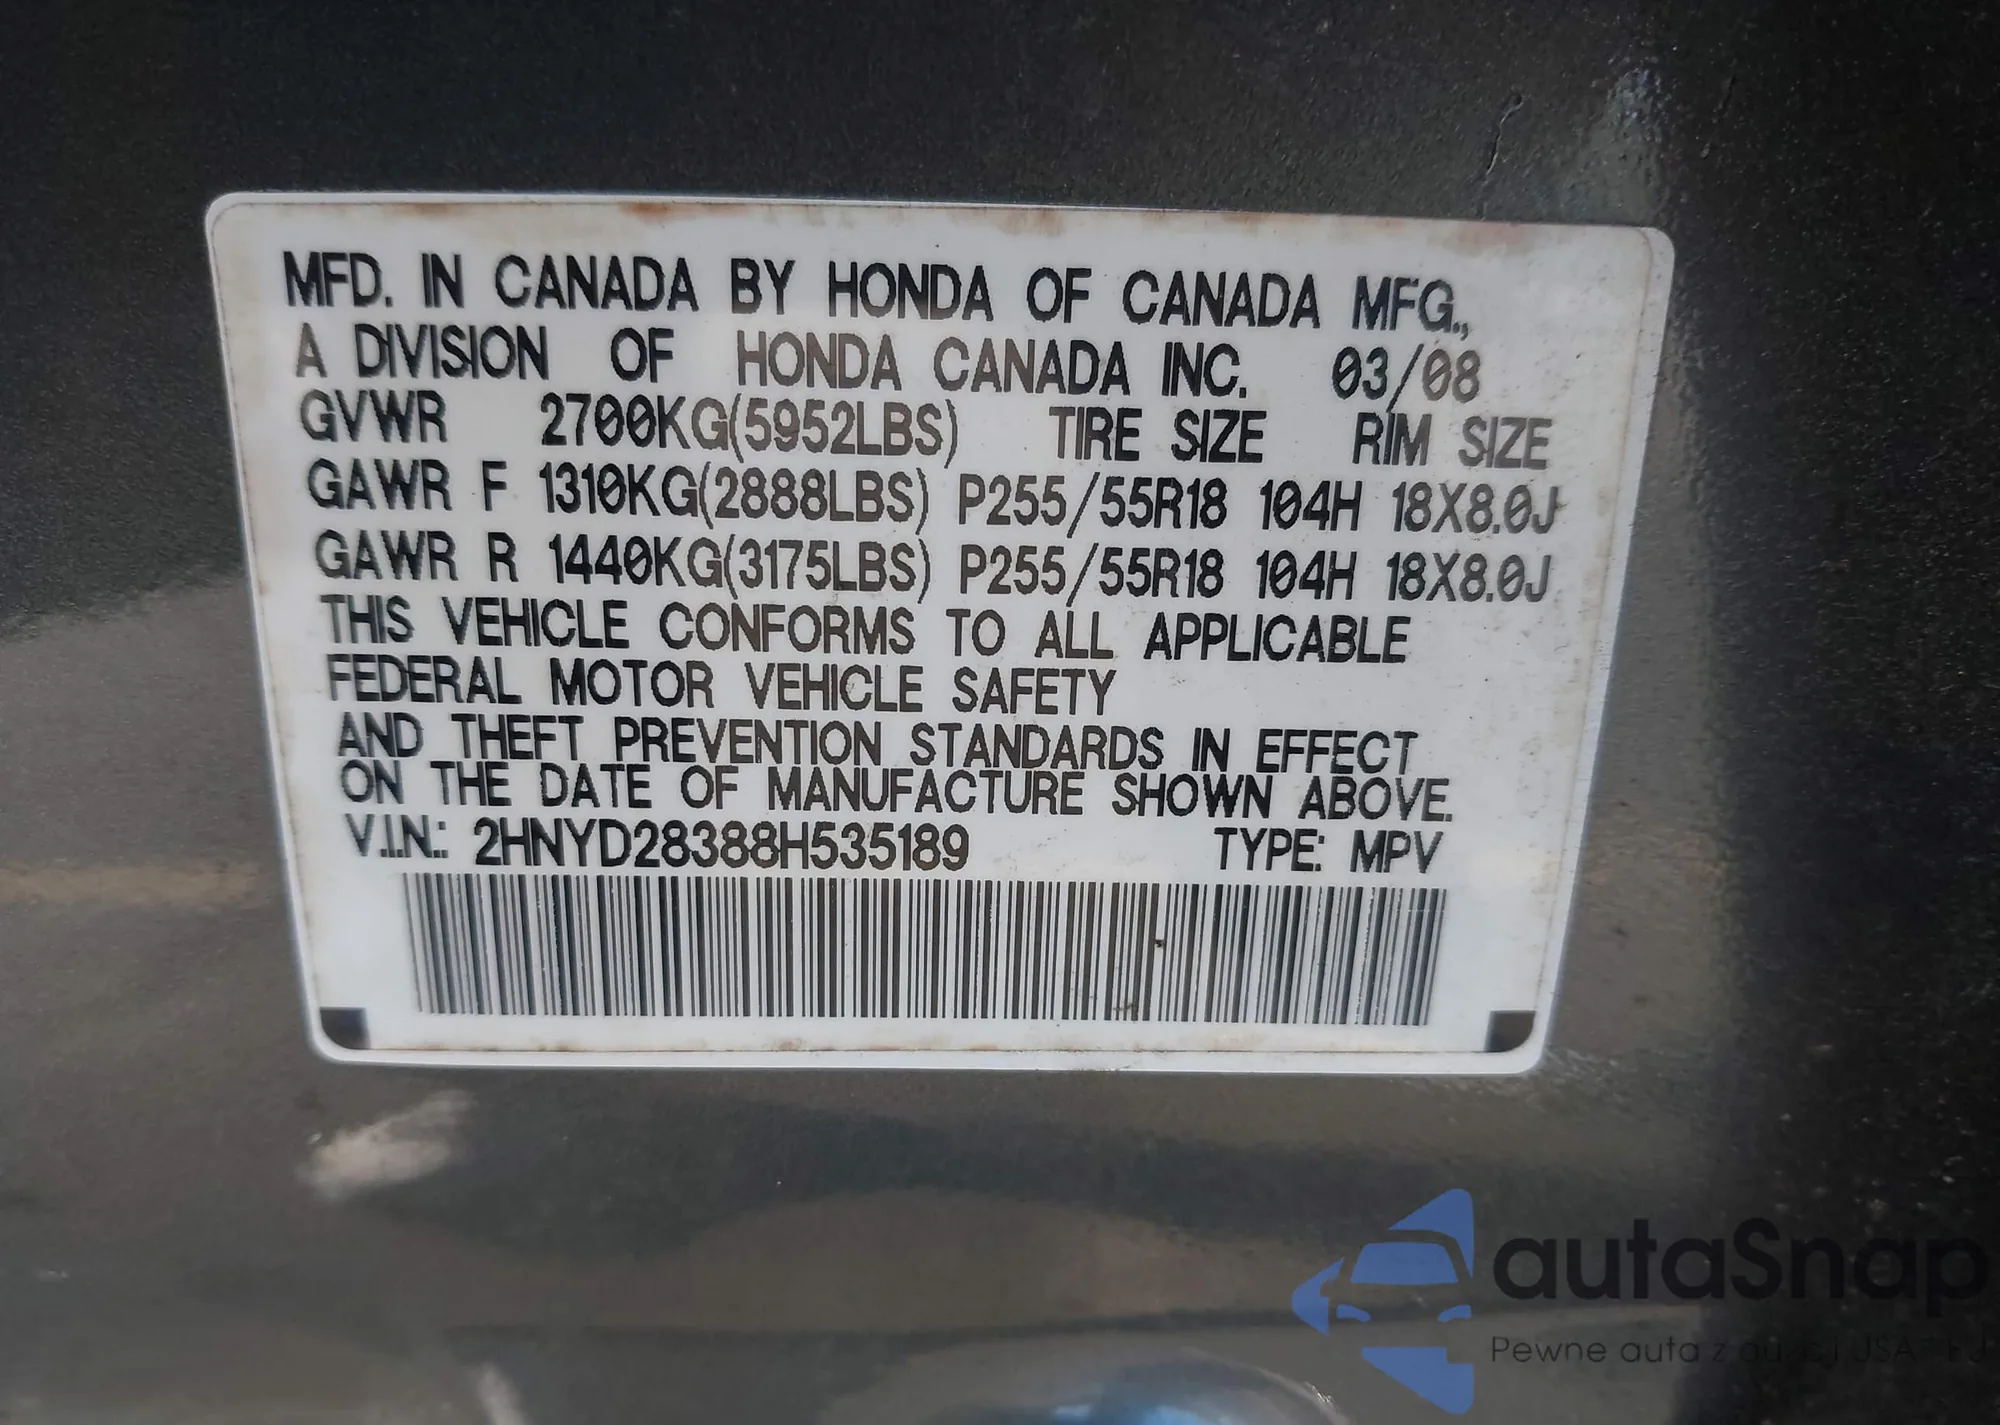 MFD. IN CANADA BY HONDA OF CANADA MFG.,
A DIVISION OF HONDA CANADA INC. 03/08
GVWR 2700KG(5952LBS) TIRE SIZE RIM SIZE
GAWR F 1310KG(2888LBS) P255/55R18 104H 18X8.0J
GAWR R 1440KG(3175LBS) P255/55R18 104H 18X8.0J
THIS VEHICLE CONFORMS TO ALL APPLICABLE
FEDERAL MOTOR VEHICLE SAFETY
AND THEFT PREVENTION STANDARDS IN EFFECT
ON THE DATE OF MANUFACTURE SHOWN ABOVE.
V.I.N.: 2HNYD28388H535189 TYPE: MPV
autaSnap
Pewne auta z USA